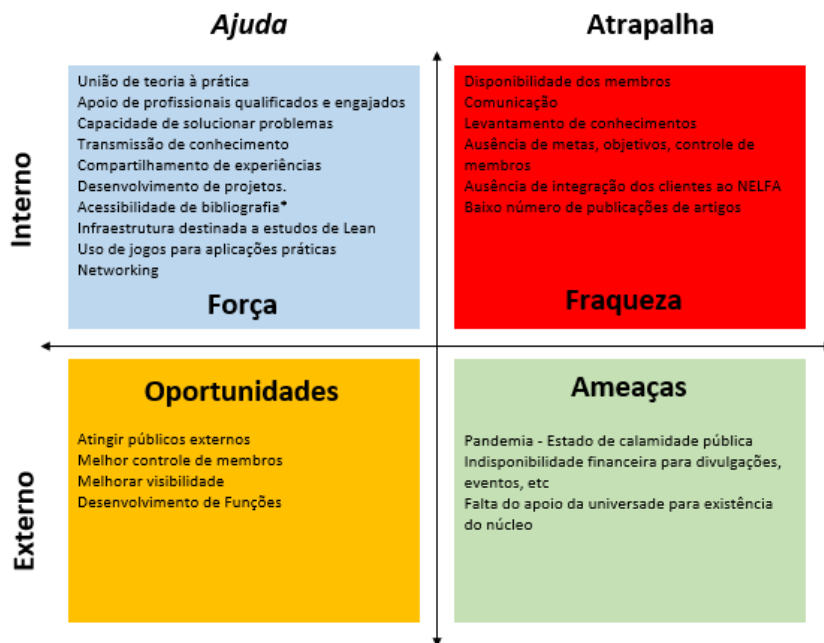 Ajuda
Atrapalha
Interno
União de teoria à prática
Apoio de profissionais qualificados e engajados
Capacidade de solucionar problemas
Transmissão de conhecimento
Compartilhamento de experiências
Desenvolvimento de projetos.
Acessibilidade de bibliografia*
Infraestrutura destinada a estudos de Lean
Uso de jogos para aplicações práticas
Networking
Força
Disponibilidade dos membros
Comunicação
Levantamento de conhecimentos
Ausência de metas, objetivos, controle de
membros
Ausência de integração dos clientes ao NELFA
Baixo número de publicações de artigos
Fraqueza
Externo
Oportunidades
Atingir públicos externos
Melhor controle de membros
Melhorar visibilidade
Desenvolvimento de Funções
Ameaças
Pandemia - Estado de calamidade pública
Indisponibilidade financeira para divulgações,
eventos, etc
Falta do apoio da universade para existência
do núcleo